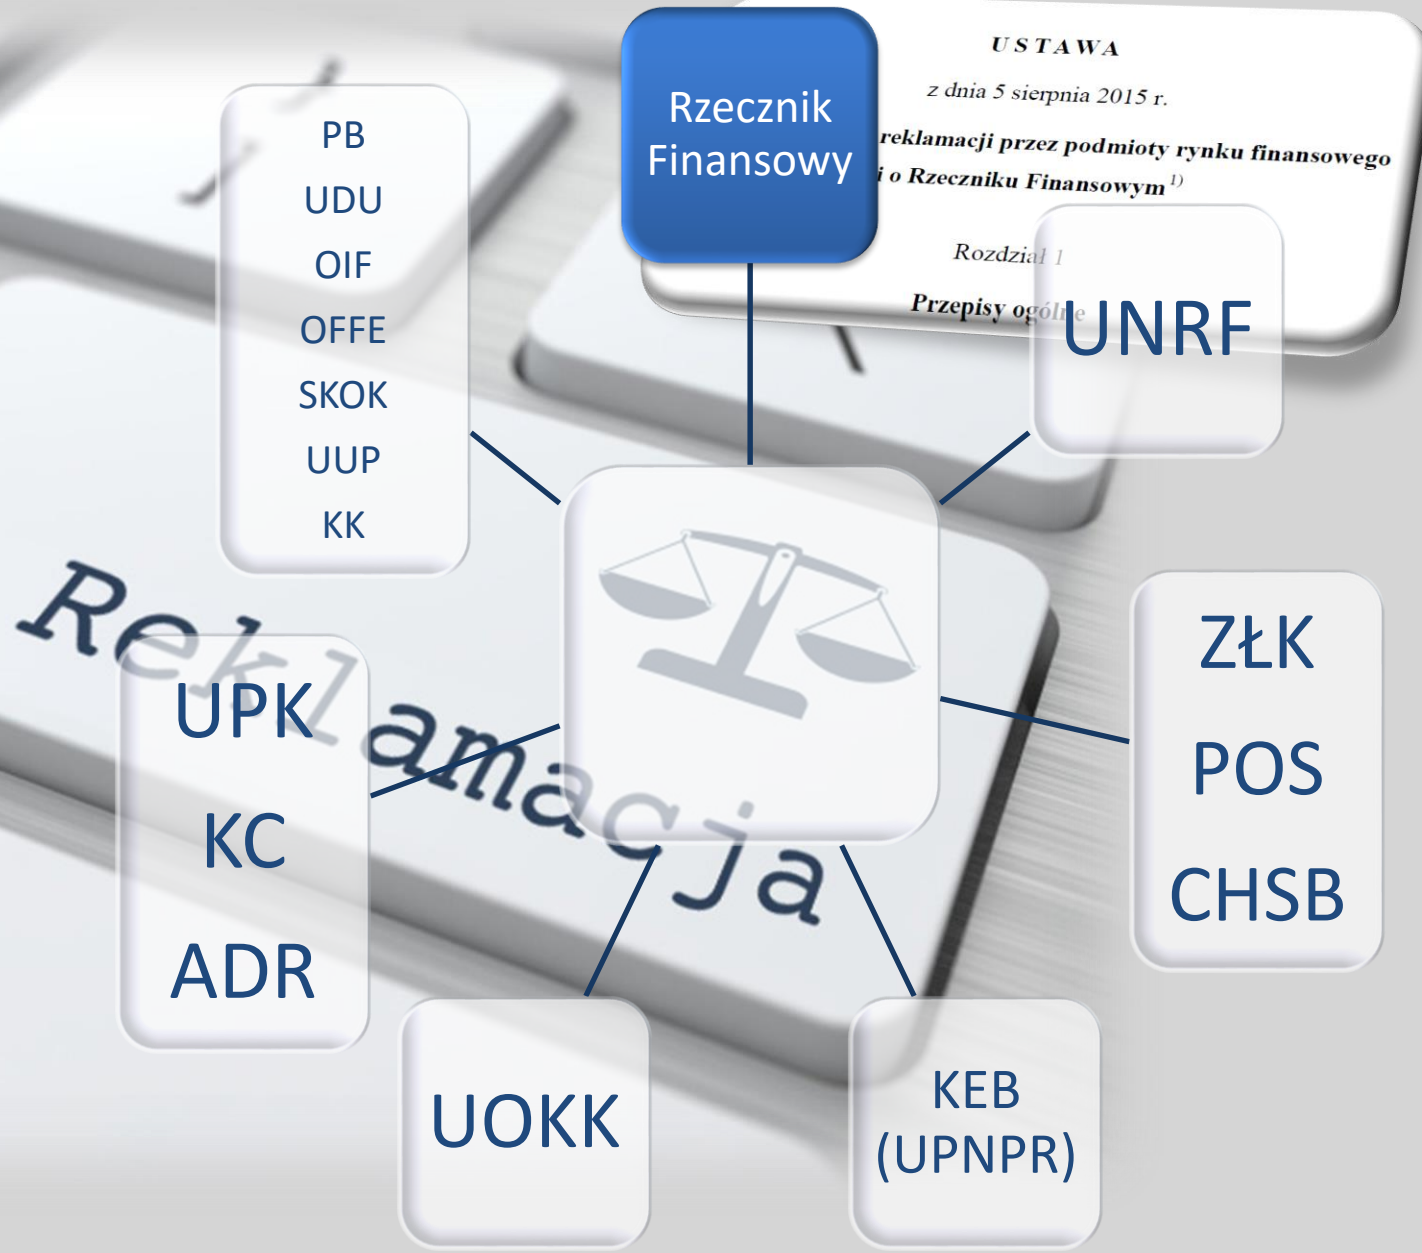 USTAWA
z dnia 5 sierpnia 2015 r.
reklamacji przez podmioty rynku finansowego
i o Rzeczniku Finansowym 1)
Rozdział 1
Przepisy ogólne
Rzecznik
Finansowy
PB
UDU
OIF
OFFE
SKOK
UUP
KK
UNRF
ZŁK
POS
CHSB
Reklamacja
UPK
KC
ADR
UOKK
KEB
(UPNPR)